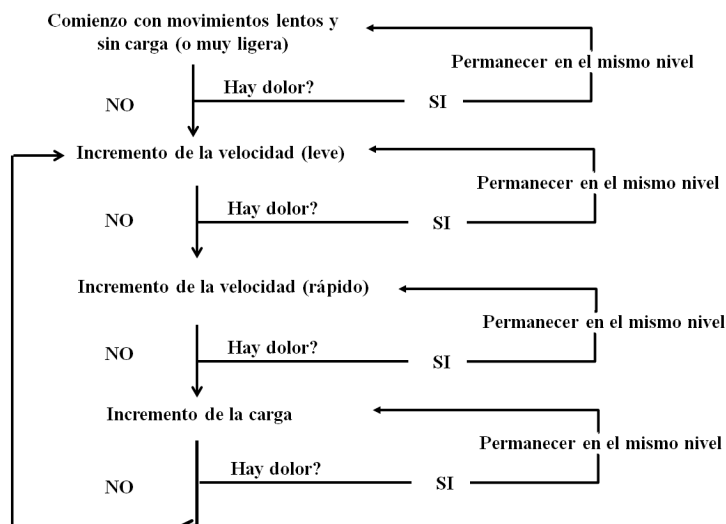 Comienzo con movimientos lentos y
sin carga (o muy ligera)
Permanecer en el mismo nivel
Hay dolor?
NO
SI
Incremento de la velocidad (leve)
Permanecer en el mismo nivel
Hay dolor?
NO
SI
Incremento de la velocidad (rápido)
Permanecer en el mismo nivel
Hay dolor?
NO
SI
Incremento de la carga
Permanecer en el mismo nivel
Hay dolor?
NO
SI